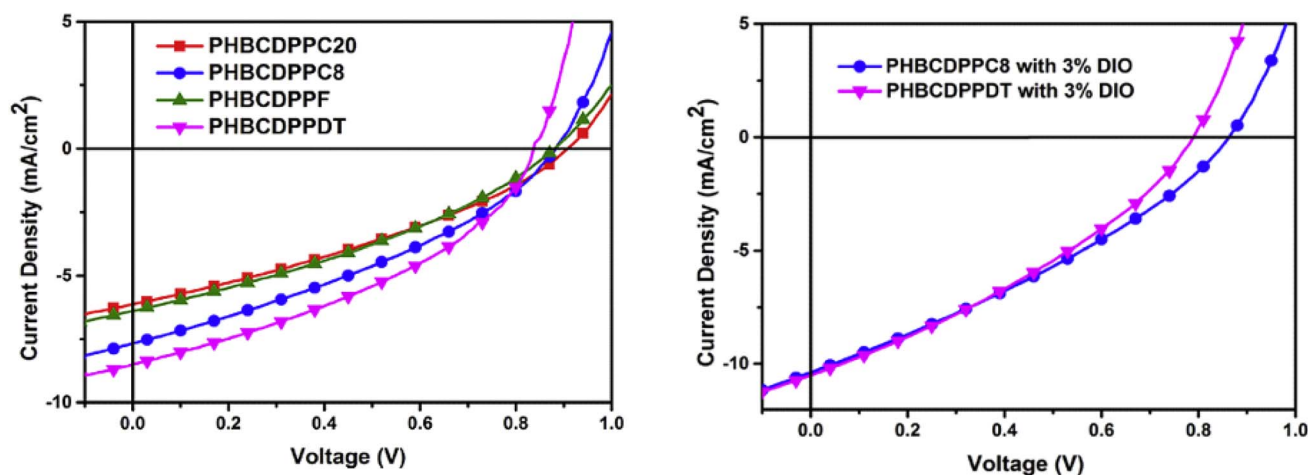 5
0
-5
-10
Current Density (mA/cm²)
PHBCDPPC20
PHBCDPPC8
PHBCDPPF
PHBCDPPDT
0.0 0.2 0.4 0.6 0.8 1.0
Voltage (V)
5
0
-5
-10
Current Density (mA/cm²)
PHBCDPPC8 with 3% DIO
PHBCDPPDT with 3% DIO
0.0 0.2 0.4 0.6 0.8 1.0
Voltage (V)